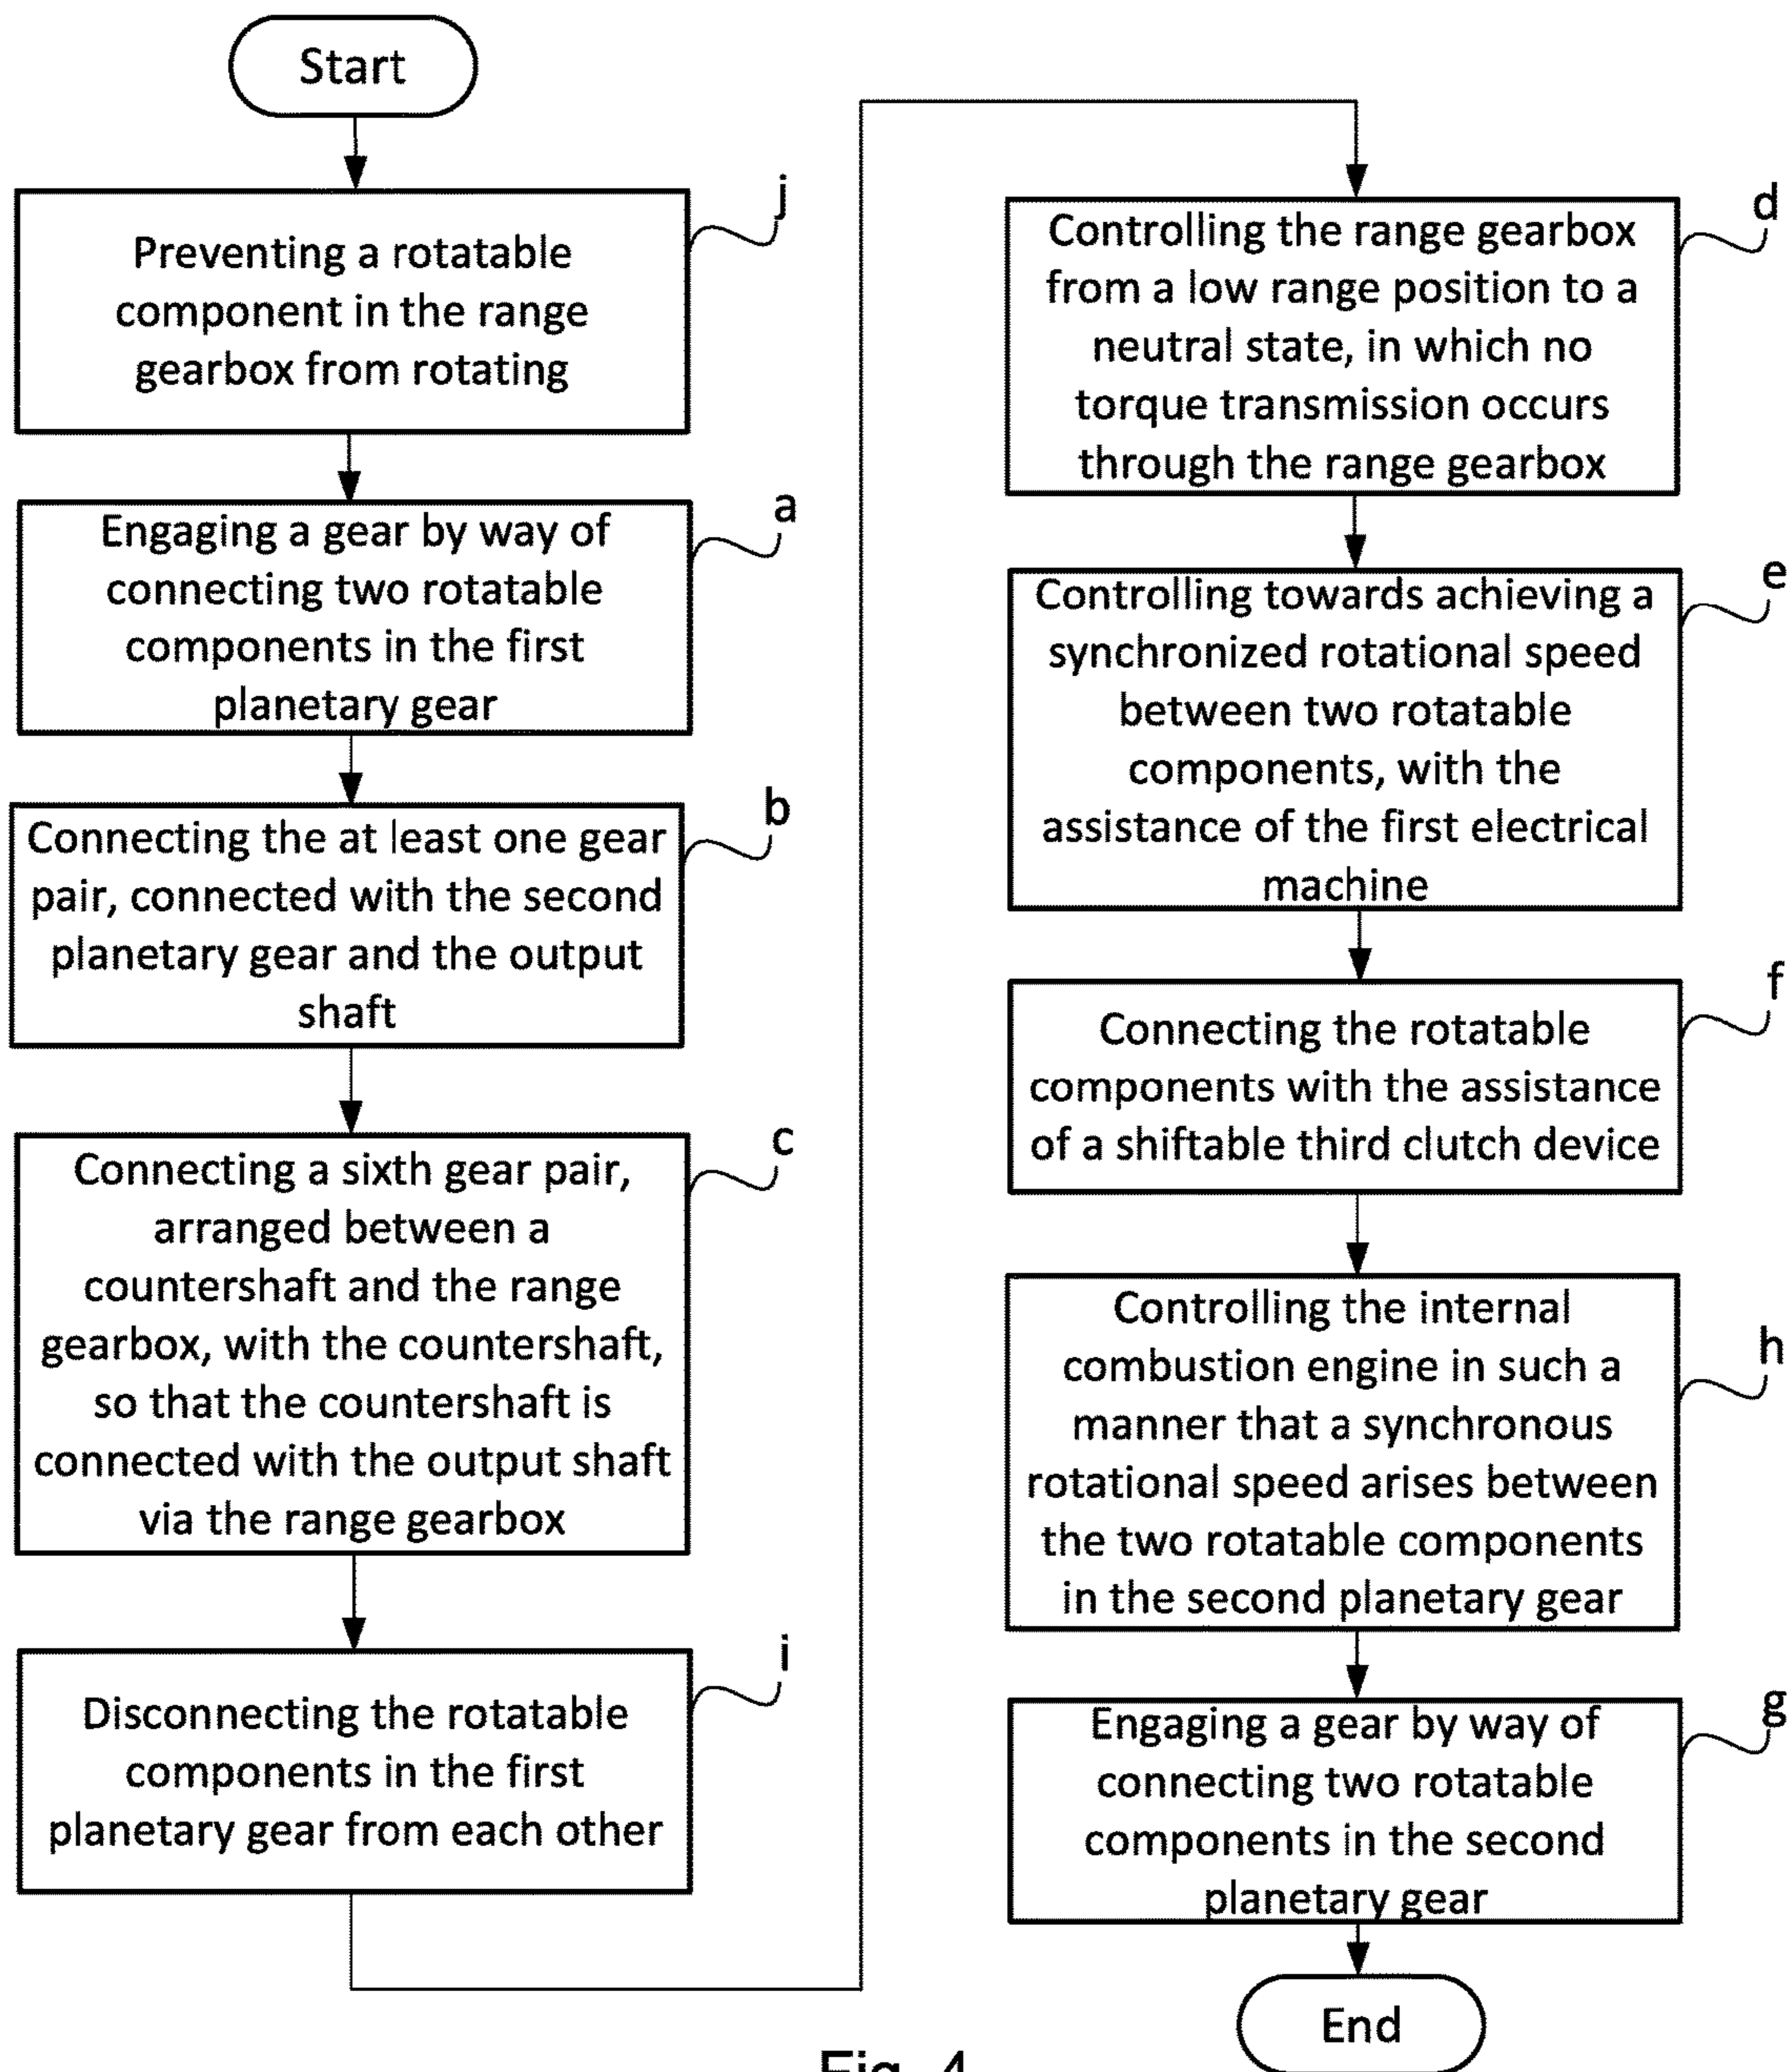 Start
j
Preventing a rotatable
component in the range
gearbox from rotating
a
Engaging a gear by way of
connecting two rotatable
components in the first
planetary gear
b
Connecting the at least one gear
pair, connected with the second
planetary gear and the output
shaft
c
Connecting a sixth gear pair,
arranged between a
countershaft and the range
gearbox, with the countershaft,
so that the countershaft is
connected with the output shaft
via the range gearbox
i
Disconnecting the rotatable
components in the first
planetary gear from each other
d
Controlling the range gearbox
from a low range position to a
neutral state, in which no
torque transmission occurs
through the range gearbox
e
Controlling towards achieving a
synchronized rotational speed
between two rotatable
components, with the
assistance of the first electrical
machine
f
Connecting the rotatable
components with the assistance
of a shiftable third clutch device
h
Controlling the internal
combustion engine in such a
manner that a synchronous
rotational speed arises between
the two rotatable components
in the second planetary gear
g
Engaging a gear by way of
connecting two rotatable
components in the second
planetary gear
End
Fig. 4